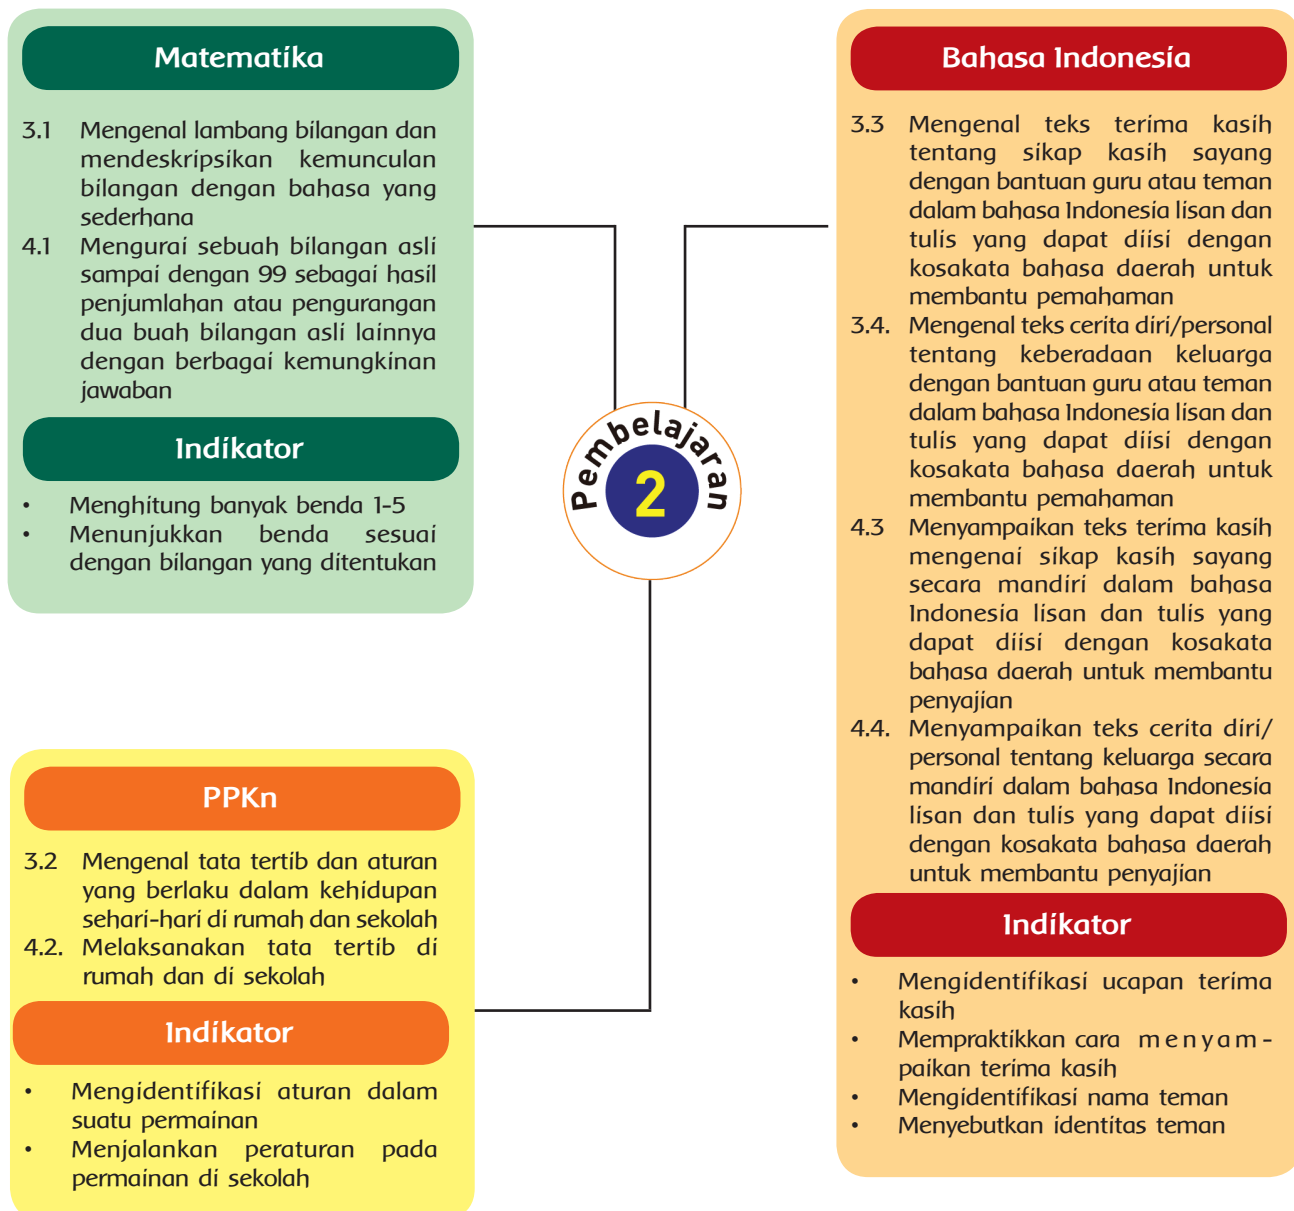 Matematika
3.1 Mengenal lambang bilangan dan
mendeskripsikan kemunculan
bilangan dengan bahasa yang
sederhana
4.1 Mengurai sebuah bilangan asli
sampai dengan 99 sebagai hasil
penjumlahan atau pengurangan
dua buah bilangan asli lainnya
dengan berbagai kemungkinan
jawaban
Indikator
• Menghitung banyak benda 1-5
• Menunjukkan benda sesuai
dengan bilangan yang ditentukan
Pembelajaran
2
PPKn
3.2 Mengenal tata tertib dan aturan
yang berlaku dalam kehidupan
sehari-hari di rumah dan sekolah
4.2. Melaksanakan tata tertib di
rumah dan di sekolah
Indikator
• Mengidentifikasi aturan dalam
suatu permainan
• Menjalankan peraturan pada
permainan di sekolah
Bahasa Indonesia
3.3 Mengenal teks terima kasih
tentang sikap kasih sayang
dengan bantuan guru atau teman
dalam bahasa Indonesia lisan dan
tulis yang dapat diisi dengan
kosakata bahasa daerah untuk
membantu pemahaman
3.4. Mengenal teks cerita diri/personal
tentang keberadaan keluarga
dengan bantuan guru atau teman
dalam bahasa Indonesia lisan dan
tulis yang dapat diisi dengan
kosakata bahasa daerah untuk
membantu pemahaman
4.3 Menyampaikan teks terima kasih
mengenai sikap kasih sayang
secara mandiri dalam bahasa
Indonesia lisan dan tulis yang
dapat diisi dengan kosakata
bahasa daerah untuk membantu
penyajian
4.4. Menyampaikan teks cerita diri/
personal tentang keluarga secara
mandiri dalam bahasa Indonesia
lisan dan tulis yang dapat diisi
dengan kosakata bahasa daerah
untuk membantu penyajian
Indikator
• Mengidentifikasi ucapan terima
kasih
• Mempraktikkan cara menyam-
paikan terima kasih
• Mengidentifikasi nama teman
• Menyebutkan identitas teman